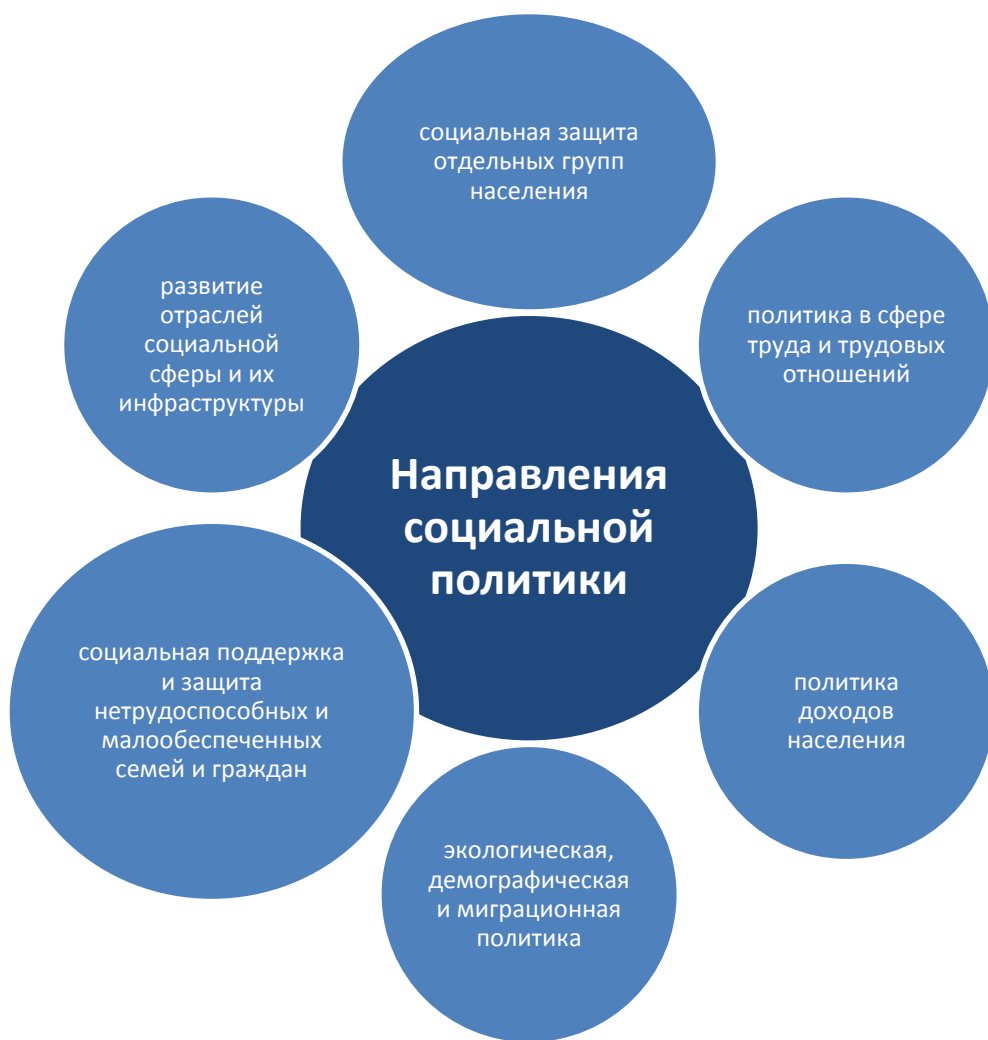 социальная защита
отдельных групп
населения
политика в сфере
труда и трудовых
отношений
политика
доходов
населения
экологическая,
демографическая
и миграционная
политика
социальная поддержка
и защита
нетрудоспособных и
малообеспеченных
семей и граждан
развитие
отраслей
социальной
сферы и их
инфраструктуры
Направления
социальной
политики